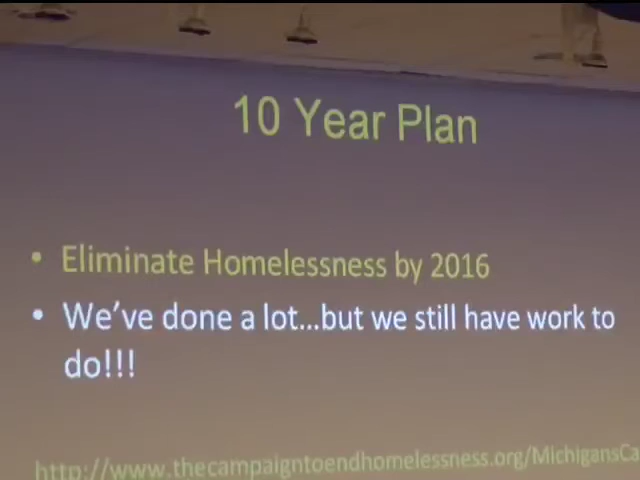 10 Year Plan
• Eliminate Homelessness by 2016
• We've done a lot...but we still have work to
do!!!
http://www.thecampaigntoendhomelessness.org/MichigansCa